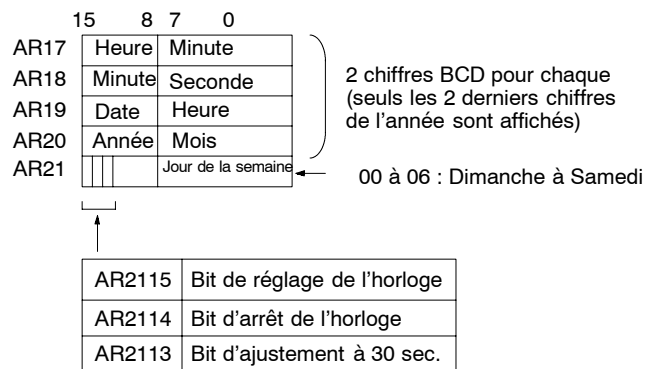 15 8 7 0
AR17 Heure Minute
AR18 Minute Seconde
AR19 Date Heure
AR20 Année Mois
AR21 Jour de la semaine
2 chiffres BCD pour chaque
(seuls les 2 derniers chiffres
de l'année sont affichés)
00 à 06 : Dimanche à Samedi
AR2115 Bit de réglage de l'horloge
AR2114 Bit d'arrêt de l'horloge
AR2113 Bit d'ajustement à 30 sec.